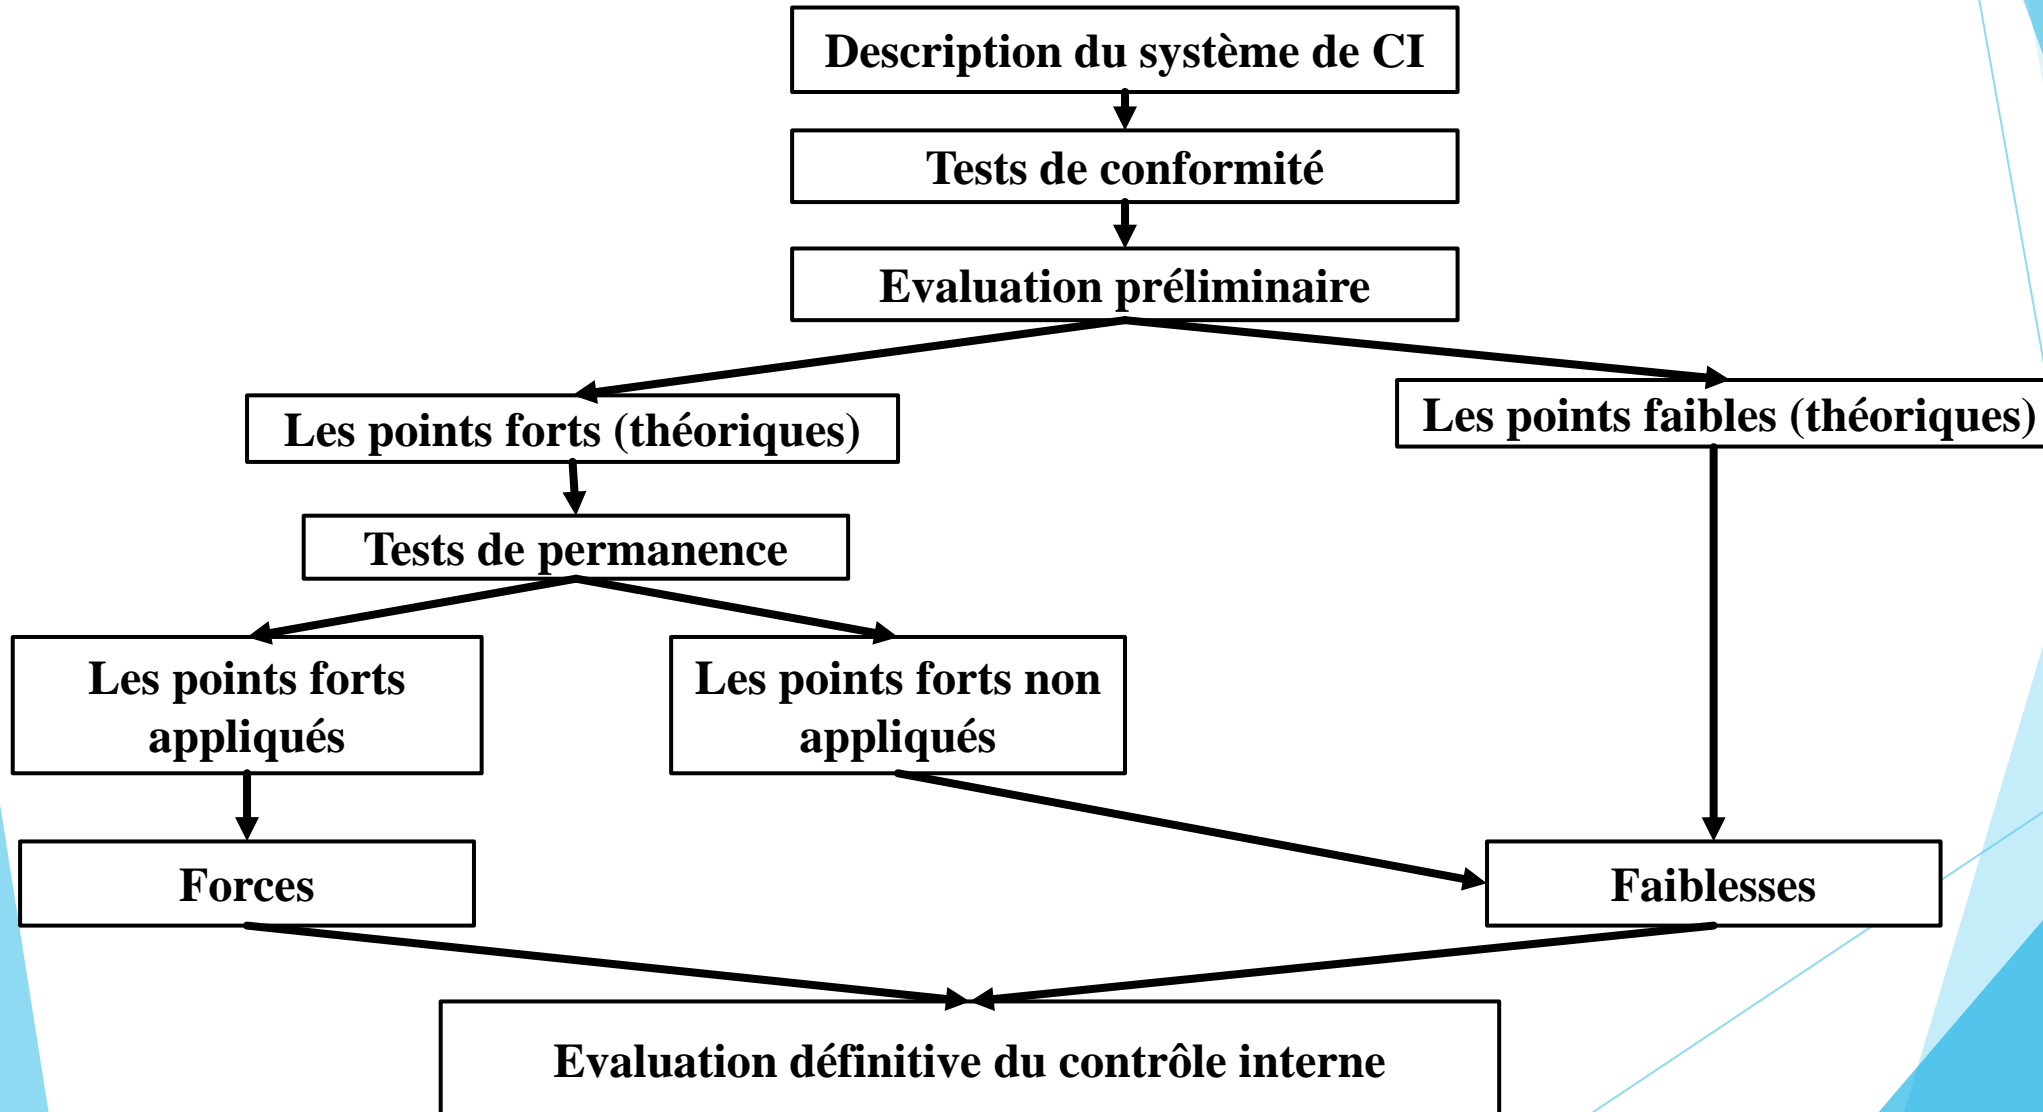 Description du système de CI
Tests de conformité
Evaluation préliminaire
Les points forts (théoriques)
Les points faibles (théoriques)
Tests de permanence
Les points forts
appliqués
Les points forts non
appliqués
Forces
Faiblesses
Evaluation définitive du contrôle interne